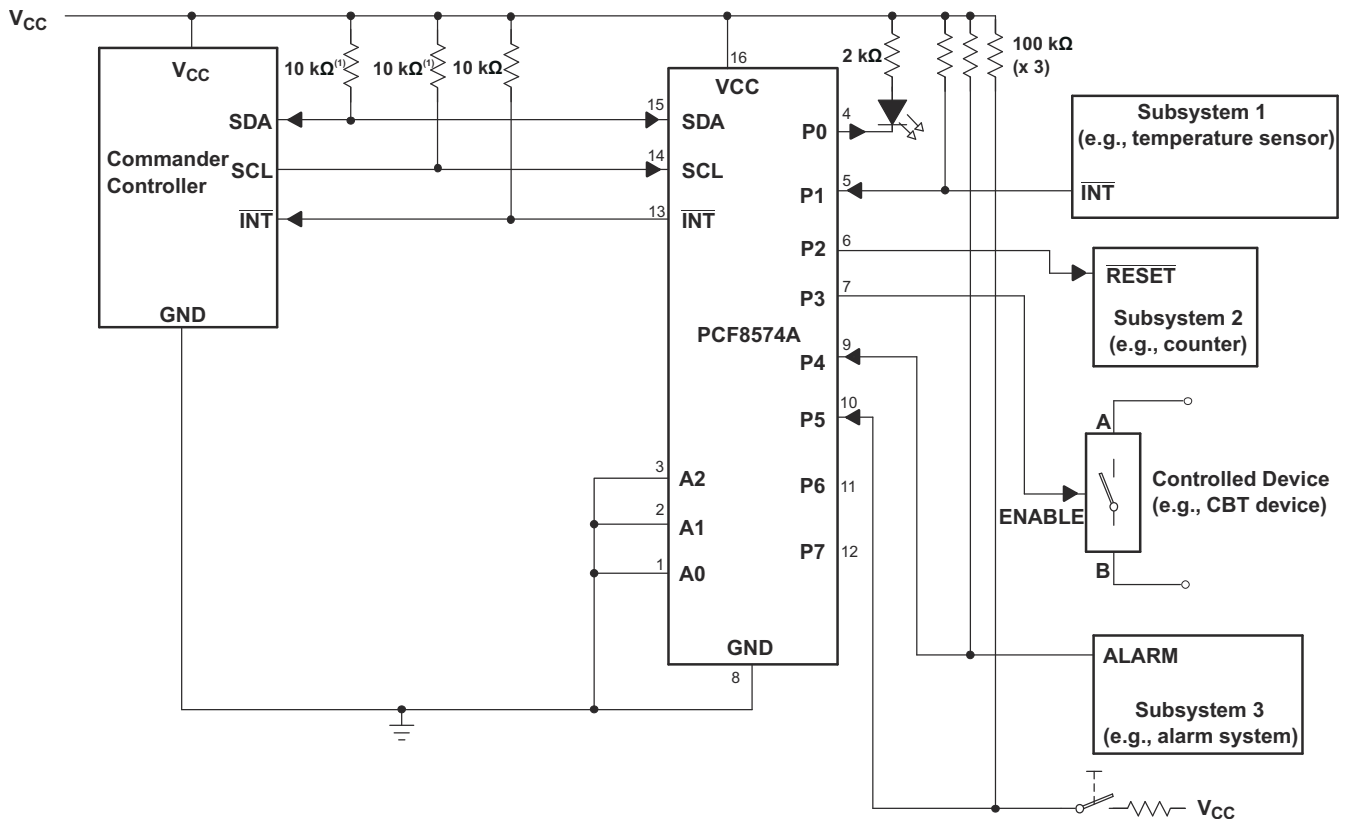 V_CC
V_CC
10 kΩ(1)
10 kΩ(1)
10 kΩ
SDA
Commander
Controller
SCL
INT
GND
16
VCC
15
SDA
14
SCL
13
INT
PCF8574A
3
A2
2
A1
1
A0
GND
8
P0
4
P1
5
P2
6
P3
7
P4
9
P5
10
P6
11
P7
12
2 kΩ
100 kΩ
(x 3)
Subsystem 1
(e.g., temperature sensor)
INT
RESET
Subsystem 2
(e.g., counter)
A
Controlled Device
(e.g., CBT device)
ENABLE
B
ALARM
Subsystem 3
(e.g., alarm system)
V_CC